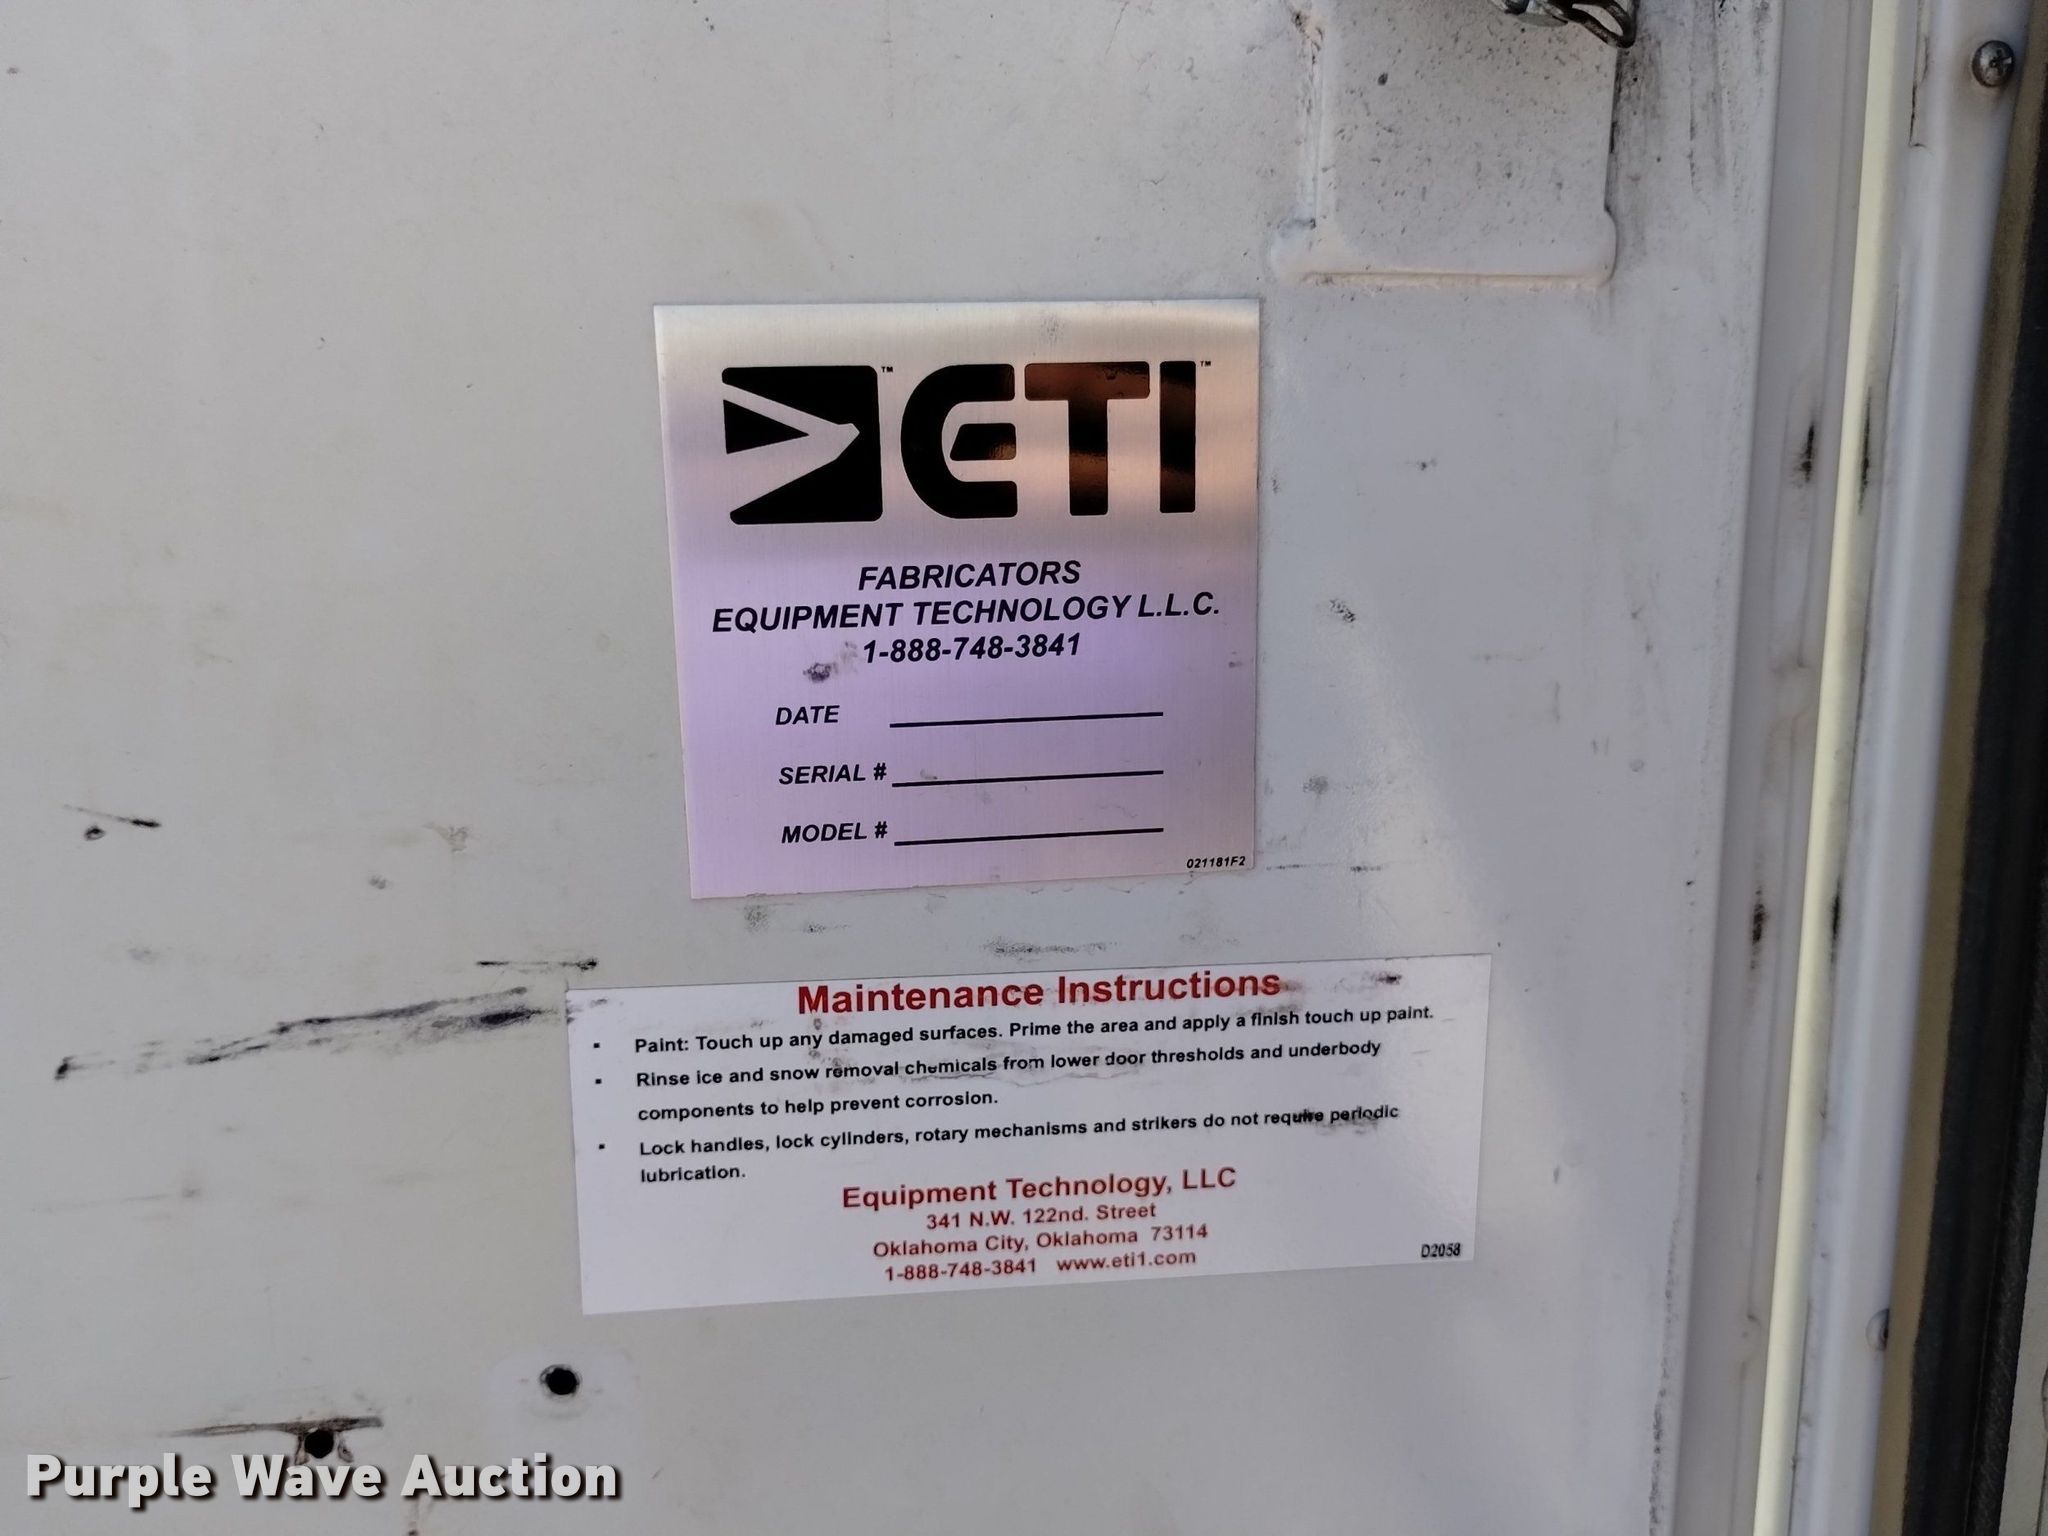 ™ ETI™
FABRICATORS
EQUIPMENT TECHNOLOGY L.L.C.
1-888-748-3841
DATE
SERIAL #
MODEL #
021181F2
Maintenance Instructions
▪ Paint: Touch up any damaged surfaces. Prime the area and apply a finish touch up paint.
▪ Rinse ice and snow removal chemicals from lower door thresholds and underbody
components to help prevent corrosion.
▪ Lock handles, lock cylinders, rotary mechanisms and strikers do not require periodic
lubrication.
Equipment Technology, LLC
341 N.W. 122nd. Street
Oklahoma City, Oklahoma 73114
1-888-748-3841 www.eti1.com
D2058
Purple Wave Auction